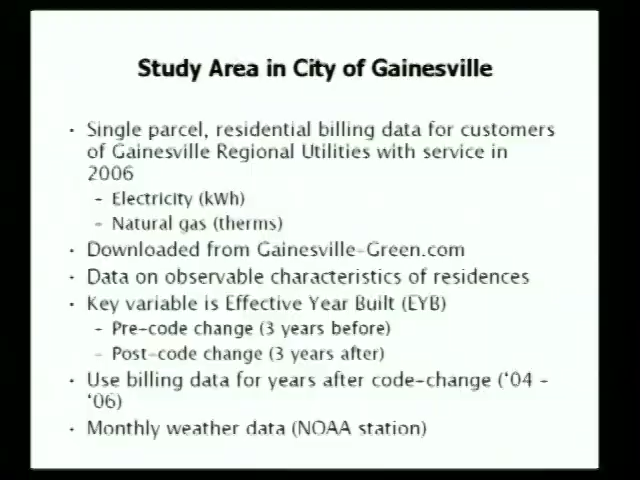 Study Area in City of Gainesville
• Single parcel, residential billing data for customers
of Gainesville Regional Utilities with service in
2006
– Electricity (kWh)
– Natural gas (therms)
• Downloaded from Gainesville-Green.com
• Data on observable characteristics of residences
• Key variable is Effective Year Built (EYB)
– Pre-code change (3 years before)
– Post-code change (3 years after)
• Use billing data for years after code-change (‘04 –
‘06)
• Monthly weather data (NOAA station)